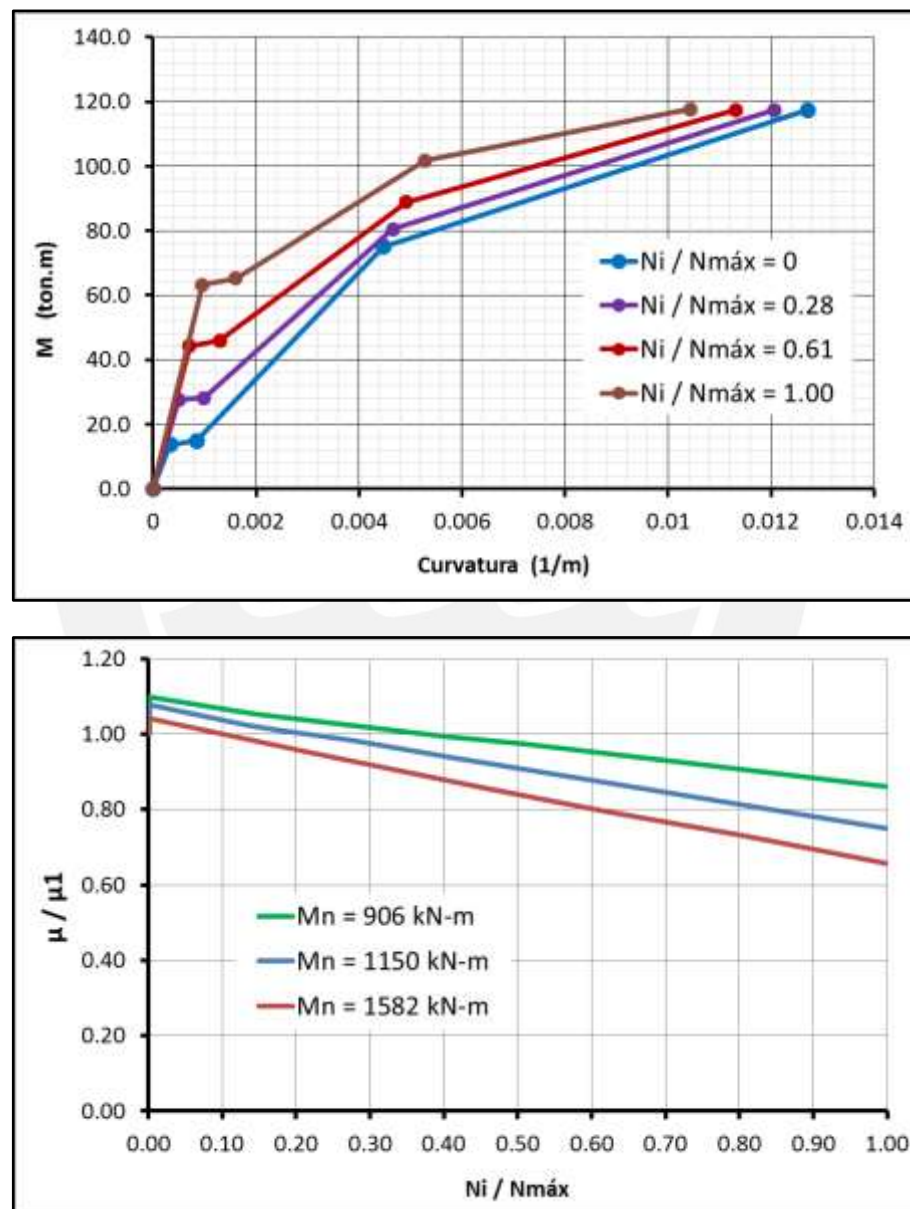 140.0
120.0
100.0
80.0
60.0
40.0
20.0
0.0
M (ton.m)
0 0.002 0.004 0.006 0.008 0.01 0.012 0.014
Curvatura (1/m)
Ni / Nmáx = 0
Ni / Nmáx = 0.28
Ni / Nmáx = 0.61
Ni / Nmáx = 1.00
1.20
1.00
0.80
0.60
0.40
0.20
0.00
µ / µ1
Mn = 906 kN-m
Mn = 1150 kN-m
Mn = 1582 kN-m
0.00 0.10 0.20 0.30 0.40 0.50 0.60 0.70 0.80 0.90 1.00
Ni / Nmáx